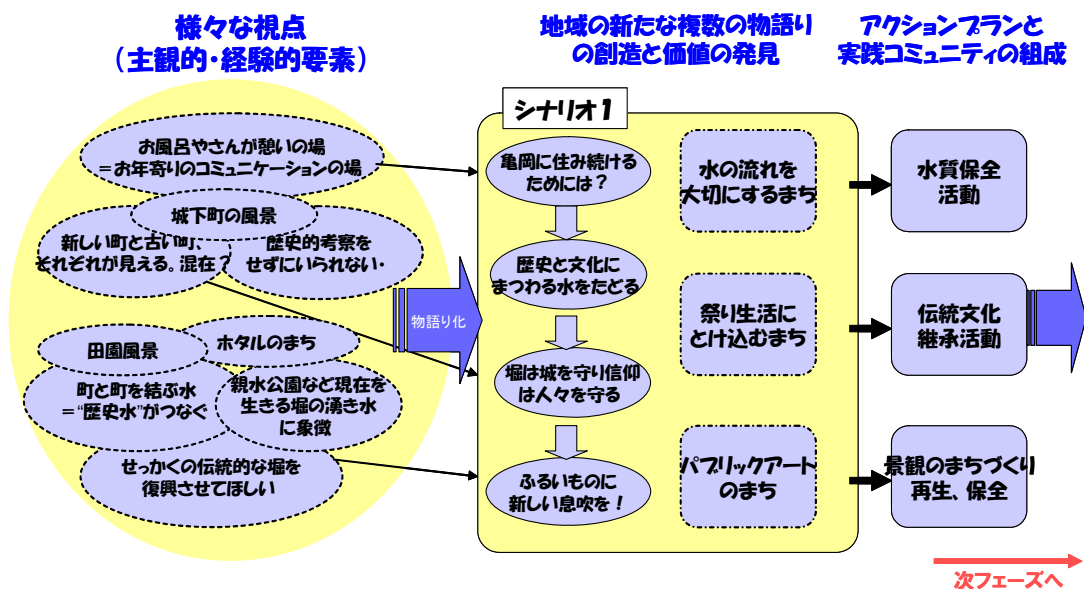 様々な視点
（主観的・経験的要素）
地域の新たな複数の物語り
の創造と価値の発見
アクションプランと
実践コミュニティの組成
お風呂やさんが憩いの場
＝お年寄りのコミュニケーションの場
城下町の風景
新しい町と古い町、
それぞれが見える。混在？
歴史的考察を
せずにいられない・
田園風景
ホタルのまち
町と町を結ぶ水
＝“歴史水”がつなぐ
親水公園など現在を
生きる堀の湧き水
に象徴
せっかくの伝統的な堀を
復興させてほしい
物語り化
シナリオ1
亀岡に住み続ける
ためには？
歴史と文化に
まつわる水をたどる
堀は城を守り信仰
は人々を守る
ふるいものに
新しい息吹を！
水の流れを
大切にするまち
祭り生活に
とけ込むまち
パブリックアート
のまち
水質保全
活動
伝統文化
継承活動
景観のまちづくり
再生、保全
次フェーズへ